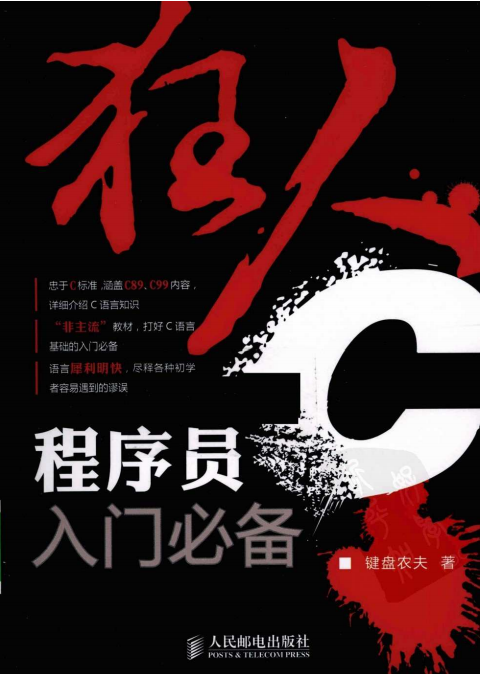 狂人
C
忠于C标准,涵盖C89、C99内容,
详细介绍C语言知识
“非主流”教材,打好C语言
基础的入门必备
语言犀利明快,尽释各种初学
者容易遇到的谬误
程序员
入门必备
键盘农夫 著
人民邮电出版社
POSTS & TELECOM PRESS